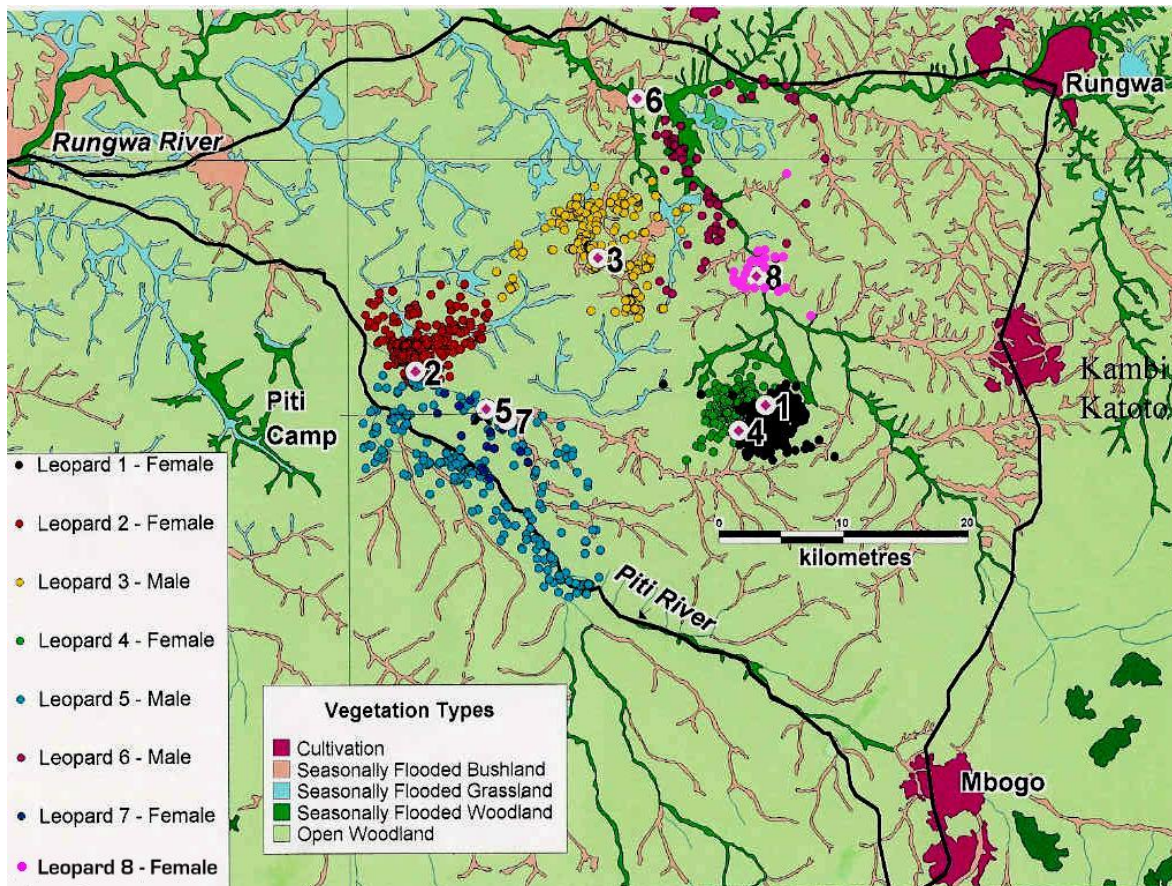 6
Rungwa
Rungwa River
3
8
2
Kambi
Katoto
Piti
Camp
5
7
1
4
0 10 20
kilometres
Piti River
Mbogo
Leopard 1 - Female
Leopard 2 - Female
Leopard 3 - Male
Leopard 4 - Female
Leopard 5 - Male
Leopard 6 - Male
Leopard 7 - Female
Leopard 8 - Female
Vegetation Types
Cultivation
Seasonally Flooded Bushland
Seasonally Flooded Grassland
Seasonally Flooded Woodland
Open Woodland